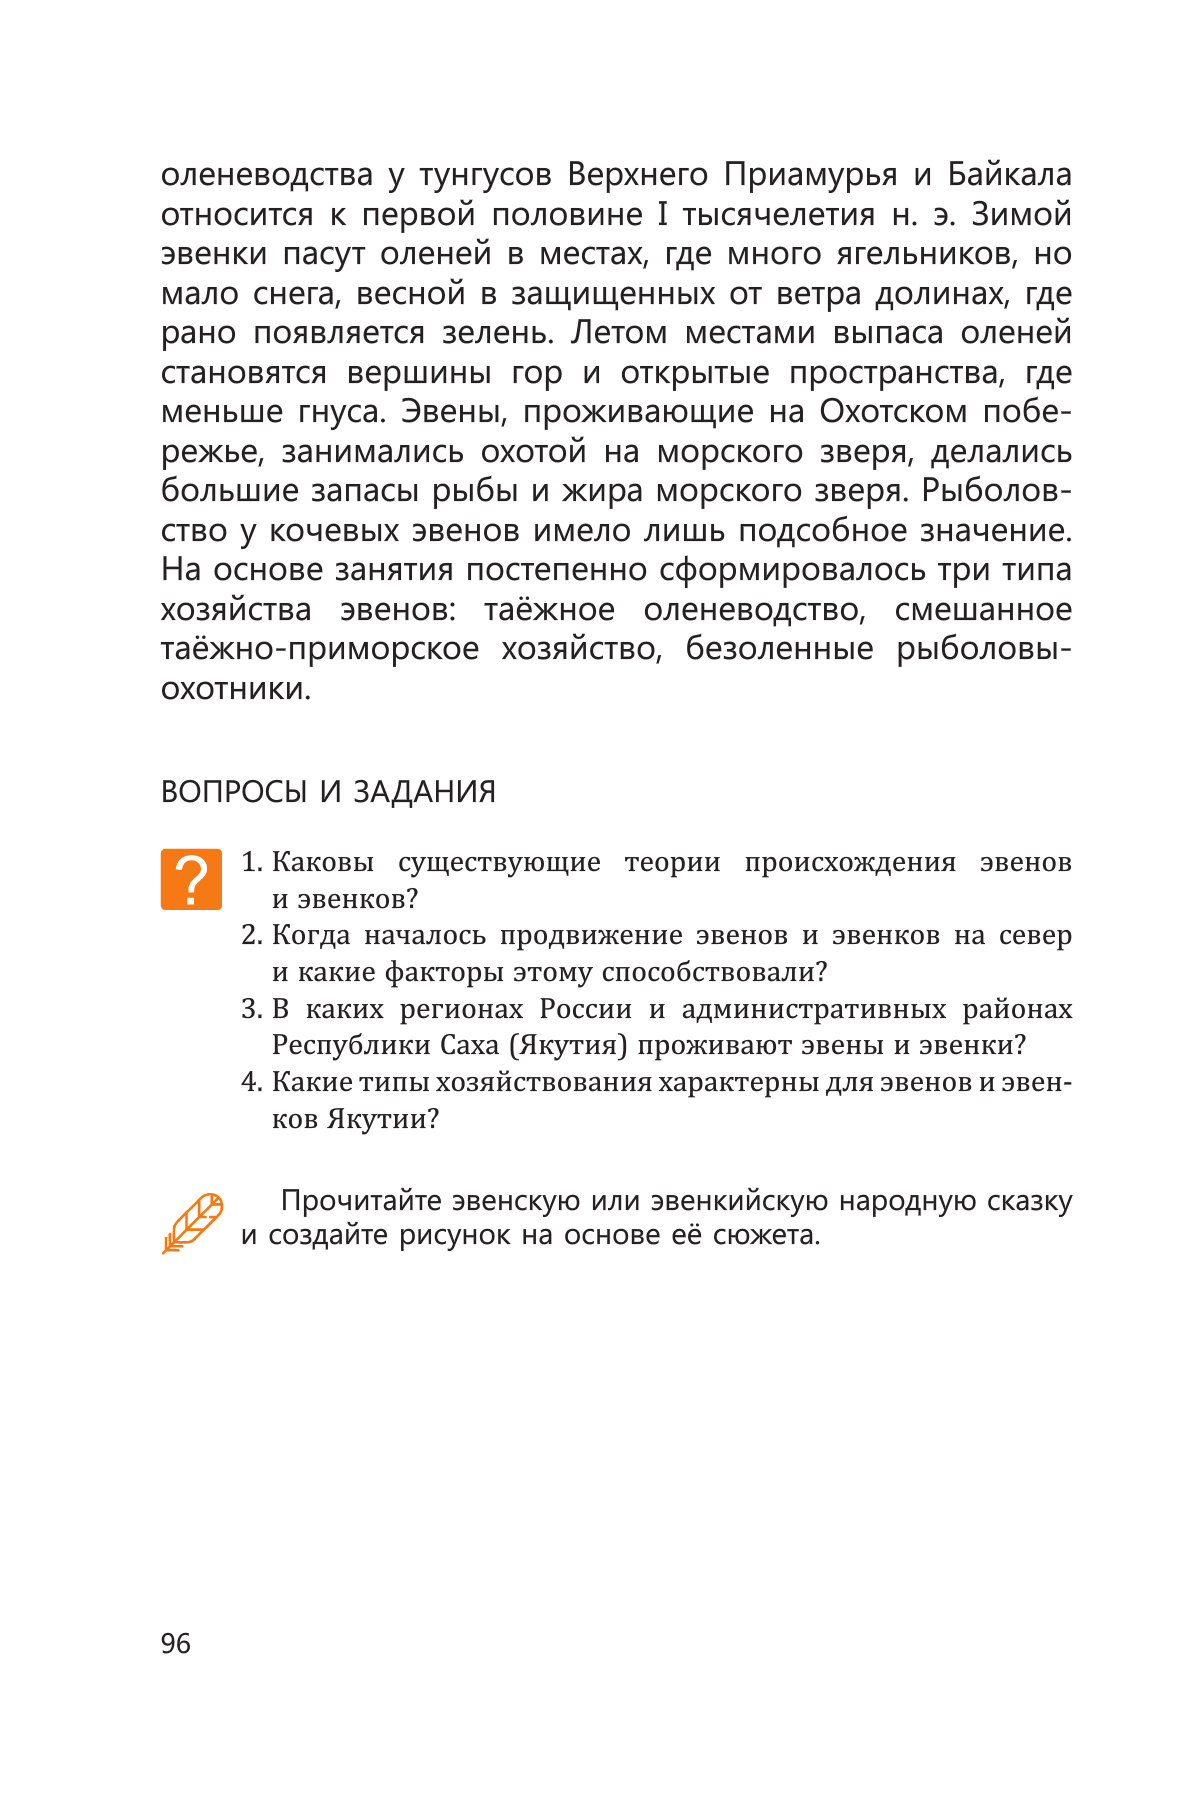 оленеводства у тунгусов Верхнего Приамурья и Байкала
относится к первой половине I тысячелетия н. э. Зимой
эвенки пасут оленей в местах, где много ягельников, но
мало снега, весной в защищенных от ветра долинах, где
рано появляется зелень. Летом местами выпаса оленей
становятся вершины гор и открытые пространства, где
меньше гнуса. Эвены, проживающие на Охотском побе-
режье, занимались охотой на морского зверя, делались
большие запасы рыбы и жира морского зверя. Рыболов-
ство у кочевых эвенов имело лишь подсобное значение.
На основе занятия постепенно сформировалось три типа
хозяйства эвенов: таёжное оленеводство, смешанное
таёжно-приморское хозяйство, безоленные рыболовы-
охотники.
ВОПРОСЫ И ЗАДАНИЯ
?
1. Каковы существующие теории происхождения эвенов
и эвенков?
2. Когда началось продвижение эвенов и эвенков на север
и какие факторы этому способствовали?
3. В каких регионах России и административных районах
Республики Саха (Якутия) проживают эвены и эвенки?
4. Какие типы хозяйствования характерны для эвенов и эвен-
ков Якутии?
Прочитайте эвенскую или эвенкийскую народную сказку
и создайте рисунок на основе её сюжета.
96